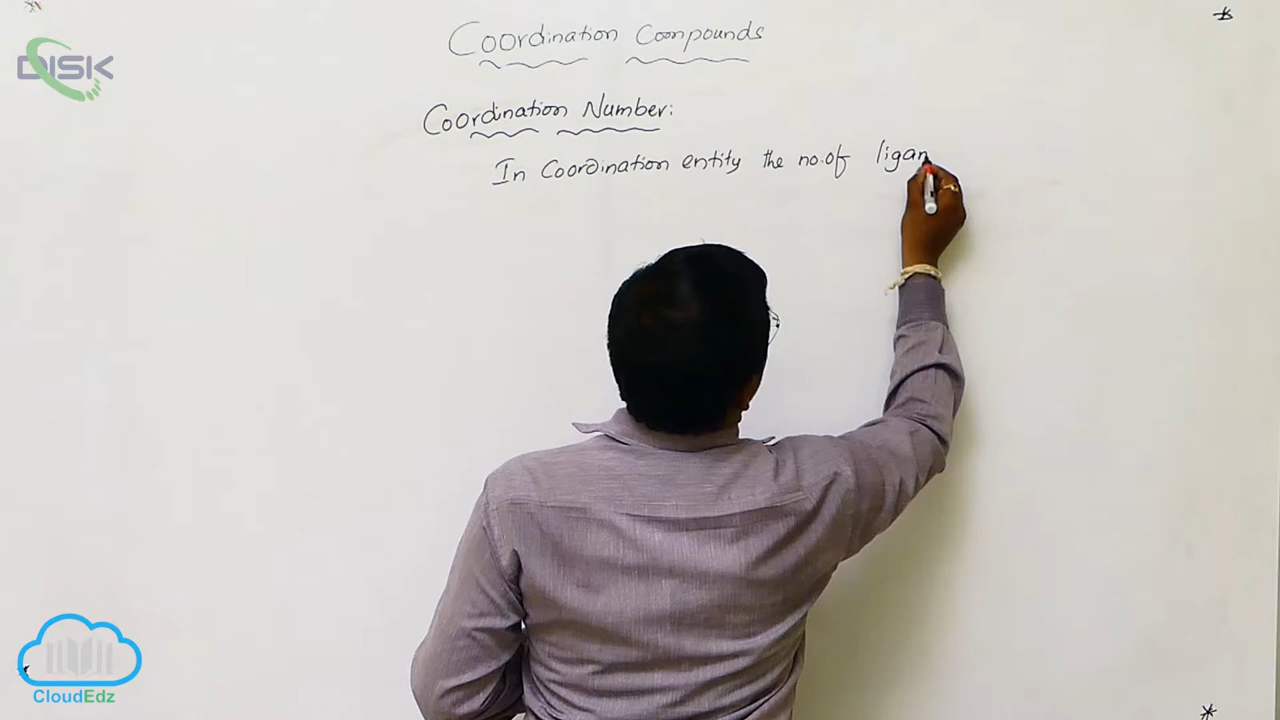 DISK
Coordination Compounds
Coordination Number:
In Coordination entity the no.of ligan
CloudEdz